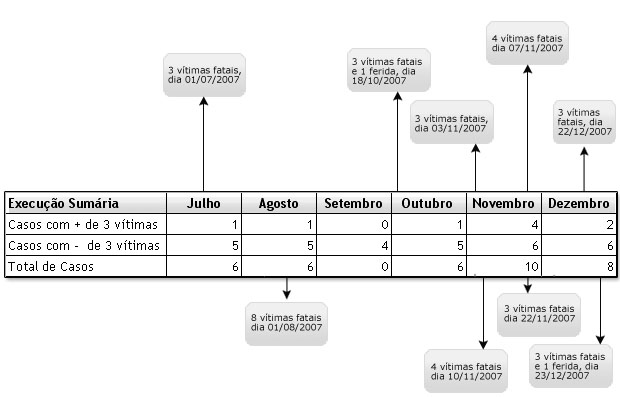 4 vítimas fatais
dia 07/11/2007
3 vítimas fatais,
dia 01/07/2007
3 vítimas fatais
e 1 ferida, dia
18/10/2007
3 vítimas fatais,
dia 03/11/2007
3 vítimas
fatais, dia
22/12/2007
Execução Sumária Julho Agosto Setembro Outubro Novembro Dezembro
Casos com + de 3 vítimas 1 1 0 1 4 2
Casos com - de 3 vítimas 5 5 4 5 6 6
Total de Casos 6 6 0 6 10 8
8 vítimas fatais
dia 01/08/2007
3 vítimas fatais
dia 22/11/2007
4 vítimas fatais
dia 10/11/2007
3 vítimas fatais
e 1 ferida, dia
23/12/2007